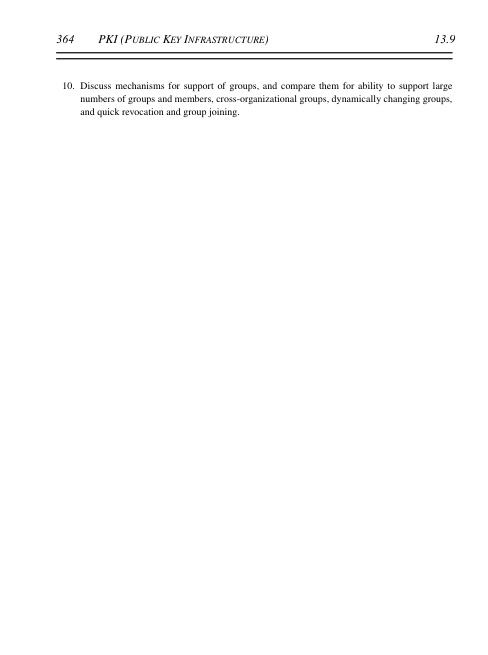 364 PKI (PUBLIC KEY INFRASTRUCTURE) 13.9
10. Discuss mechanisms for support of groups, and compare them for ability to support large
numbers of groups and members, cross-organizational groups, dynamically changing groups,
and quick revocation and group joining.